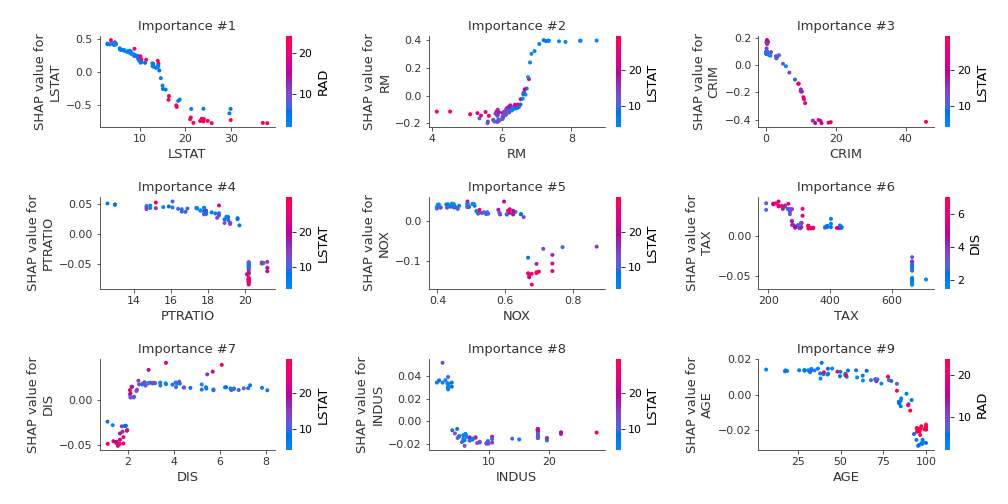 Importance #1
Importance #2
Importance #3
SHAP value for
LSTAT
0.5
0.0
−0.5
10
20
30
LSTAT
20
10
RAD
SHAP value for
RM
0.4
0.2
0.0
−0.2
4
6
8
RM
20
10
LSTAT
SHAP value for
CRIM
0.2
0.0
−0.2
−0.4
0
20
40
CRIM
20
10
LSTAT
Importance #4
Importance #5
Importance #6
SHAP value for
PTRATIO
0.05
0.00
−0.05
14
16
18
20
PTRATIO
20
10
LSTAT
SHAP value for
NOX
0.0
−0.1
0.4
0.6
0.8
NOX
20
10
LSTAT
SHAP value for
TAX
0.00
−0.05
200
400
600
TAX
6
4
2
DIS
Importance #7
Importance #8
Importance #9
SHAP value for
DIS
0.00
−0.05
2
4
6
8
DIS
20
10
LSTAT
SHAP value for
INDUS
0.04
0.02
0.00
−0.02
10
20
INDUS
20
10
LSTAT
SHAP value for
AGE
0.02
0.00
−0.02
25
50
75
100
AGE
20
10
RAD